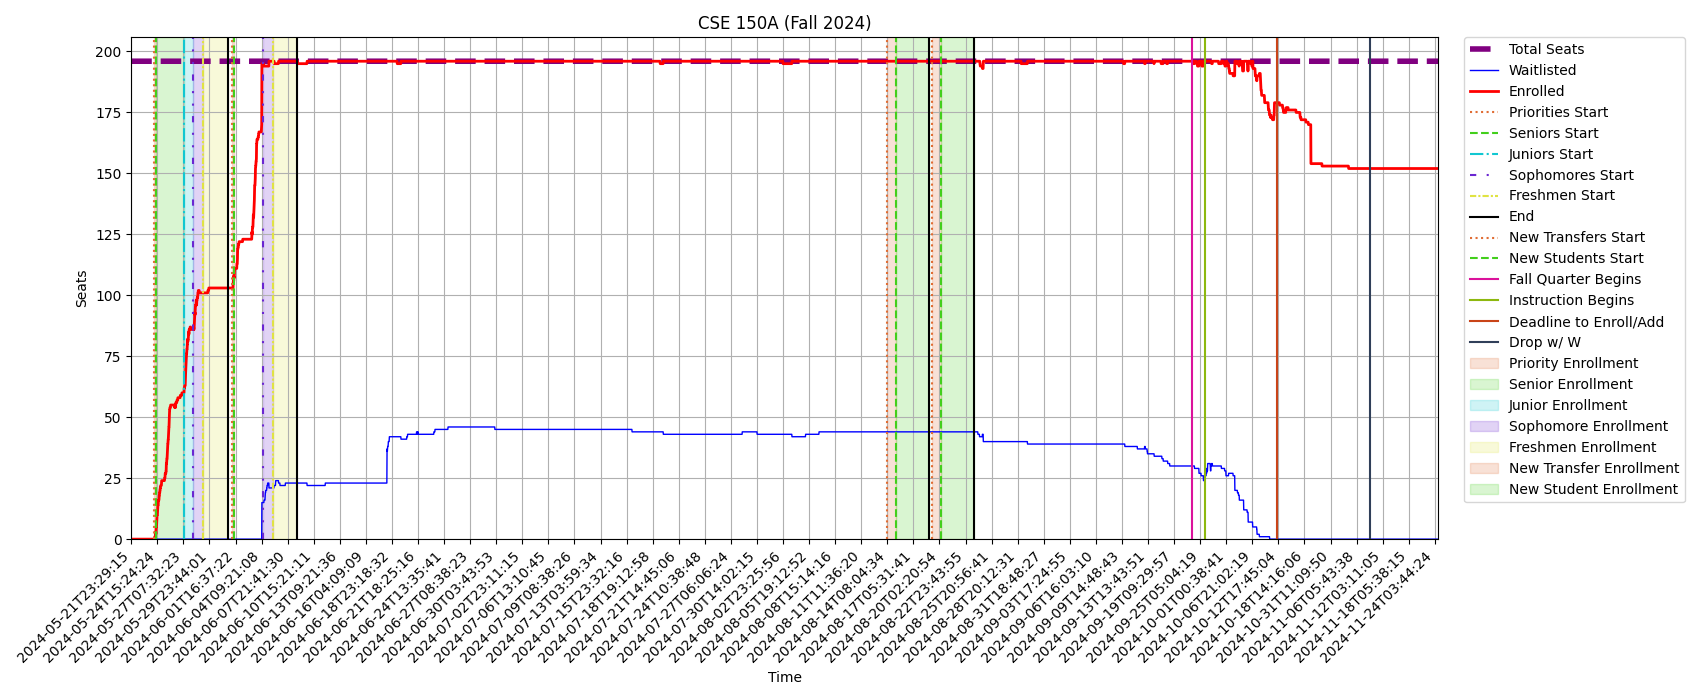 CSE 150A (Fall 2024)
Seats
200
175
150
125
100
75
50
25
0
2024-05-21T23:29:15
2024-05-24T15:24:24
2024-05-27T07:32:23
2024-05-29T23:44:01
2024-06-01T16:37:22
2024-06-04T09:21:08
2024-06-07T21:41:30
2024-06-10T15:21:11
2024-06-13T09:21:36
2024-06-16T04:09:09
2024-06-18T23:18:32
2024-06-21T18:25:16
2024-06-24T13:35:41
2024-06-27T08:38:23
2024-06-30T03:43:53
2024-07-02T23:11:15
2024-07-06T13:10:45
2024-07-09T08:38:26
2024-07-13T03:59:34
2024-07-15T23:32:16
2024-07-18T19:12:58
2024-07-21T14:45:06
2024-07-24T10:38:48
2024-07-27T06:06:24
2024-07-30T14:02:15
2024-08-02T23:25:56
2024-08-05T19:12:52
2024-08-08T15:14:16
2024-08-11T11:36:20
2024-08-14T08:04:34
2024-08-17T05:31:41
2024-08-20T02:20:54
2024-08-22T23:43:55
2024-08-25T20:56:41
2024-08-28T20:12:31
2024-08-31T18:48:27
2024-09-03T17:24:55
2024-09-06T16:03:10
2024-09-09T14:48:43
2024-09-13T13:43:51
2024-09-19T09:29:57
2024-09-25T05:04:19
2024-10-01T00:38:41
2024-10-06T21:02:19
2024-10-12T17:45:04
2024-10-18T14:16:06
2024-10-31T11:09:50
2024-11-06T05:43:38
2024-11-12T03:11:05
2024-11-18T05:38:15
2024-11-24T03:44:24
Time
Total Seats
Waitlisted
Enrolled
Priorities Start
Seniors Start
Juniors Start
Sophomores Start
Freshmen Start
End
New Transfers Start
New Students Start
Fall Quarter Begins
Instruction Begins
Deadline to Enroll/Add
Drop w/ W
Priority Enrollment
Senior Enrollment
Junior Enrollment
Sophomore Enrollment
Freshmen Enrollment
New Transfer Enrollment
New Student Enrollment